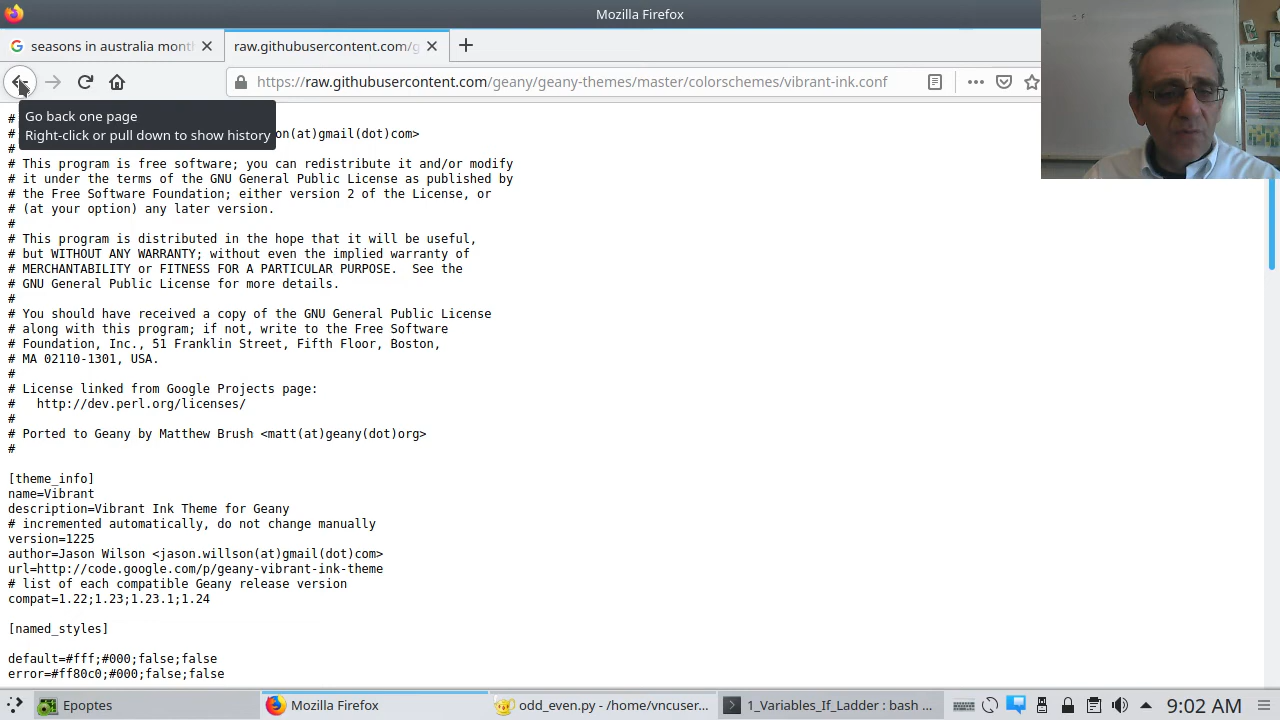 Mozilla Firefox
seasons in australia mont
raw.githubusercontent.com/g
https://raw.githubusercontent.com/geany/geany-themes/master/colorschemes/vibrant-ink.conf
Go back one page
Right-click or pull down to show history
#
on(at)gmail(dot)com>
#
# This program is free software; you can redistribute it and/or modify
# it under the terms of the GNU General Public License as published by
# the Free Software Foundation; either version 2 of the License, or
# (at your option) any later version.
#
# This program is distributed in the hope that it will be useful,
# but WITHOUT ANY WARRANTY; without even the implied warranty of
# MERCHANTABILITY or FITNESS FOR A PARTICULAR PURPOSE.  See the
# GNU General Public License for more details.
#
# You should have received a copy of the GNU General Public License
# along with this program; if not, write to the Free Software
# Foundation, Inc., 51 Franklin Street, Fifth Floor, Boston,
# MA 02110-1301, USA.
#
# License linked from Google Projects page:
#   http://dev.perl.org/licenses/
#
# Ported to Geany by Matthew Brush <matt(at)geany(dot)org>
#
[theme_info]
name=Vibrant
description=Vibrant Ink Theme for Geany
# incremented automatically, do not change manually
version=1225
author=Jason Wilson <jason.willson(at)gmail(dot)com>
url=http://code.google.com/p/geany-vibrant-ink-theme
# list of each compatible Geany release version
compat=1.22;1.23;1.23.1;1.24
[named_styles]
default=#fff;#000;false;false
error=#ff80c0;#000;false;false
Epoptes
Mozilla Firefox
odd_even.py - /home/vncuser...
1_Variables_If_Ladder : bash ...
9:02 AM